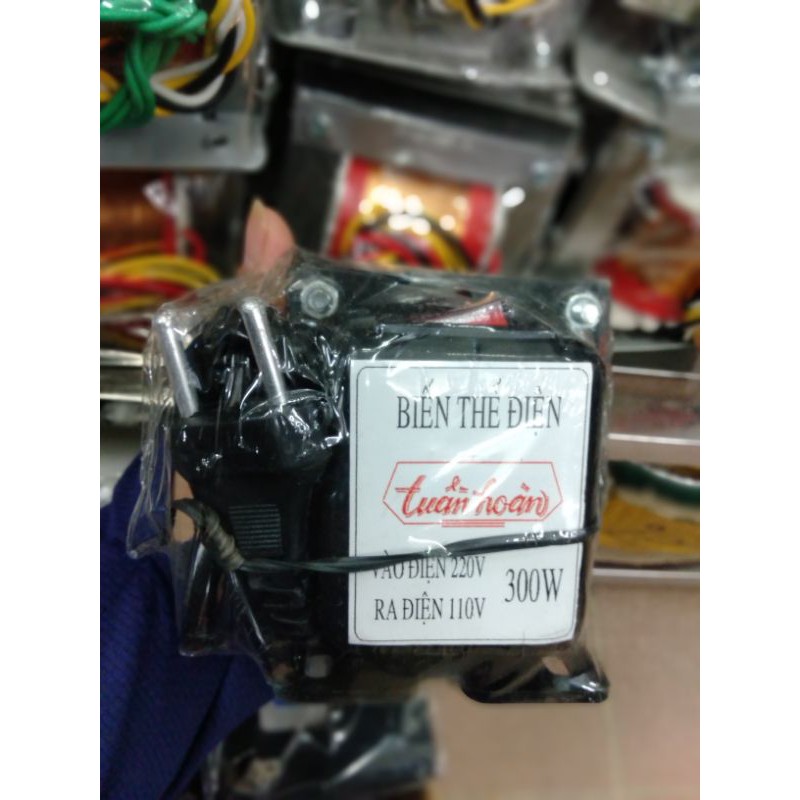 BIẾN THẾ ĐIỆN
tuấn hoàn
VÀO ĐIỆN 220V
RA ĐIỆN 110V
300W